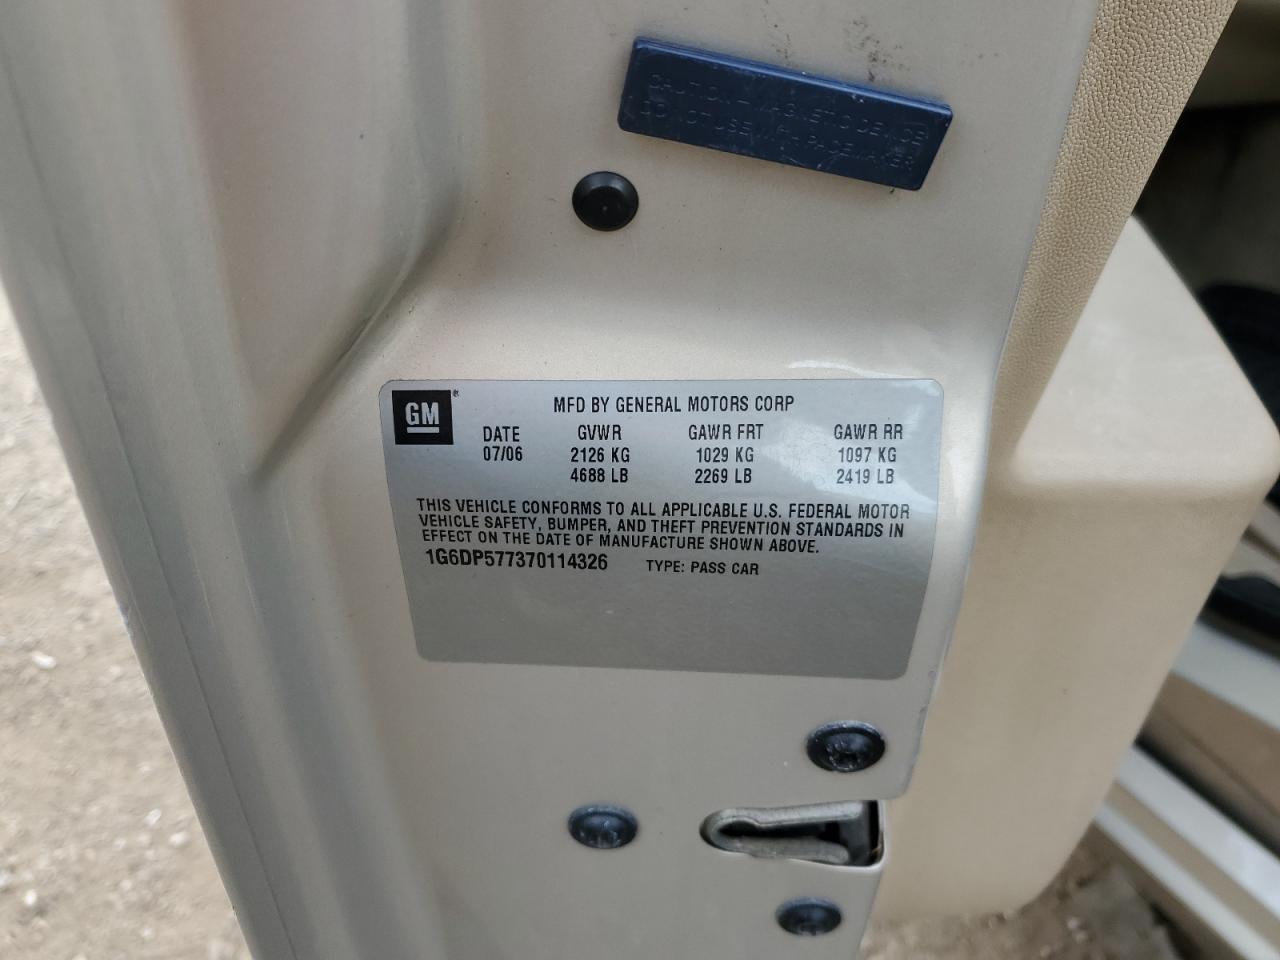 CAUTION - MAGNETIC DEVICE
DO NOT USE WITH PACEMAKER
GM ®
MFD BY GENERAL MOTORS CORP
DATE GVWR GAWR FRT GAWR RR
07/06 2126 KG 1029 KG 1097 KG
4688 LB 2269 LB 2419 LB
THIS VEHICLE CONFORMS TO ALL APPLICABLE U.S. FEDERAL MOTOR
VEHICLE SAFETY, BUMPER, AND THEFT PREVENTION STANDARDS IN
EFFECT ON THE DATE OF MANUFACTURE SHOWN ABOVE.
1G6DP577370114326 TYPE: PASS CAR